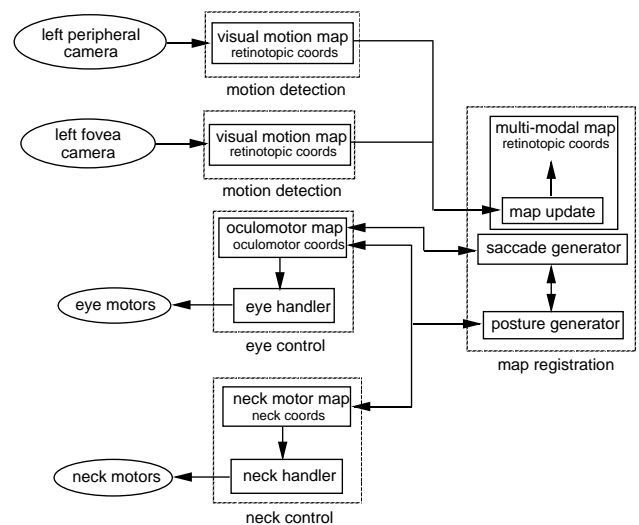 left peripheral
camera
visual motion map
retinotopic coords
motion detection
left fovea
camera
visual motion map
retinotopic coords
motion detection
multi-modal map
retinotopic coords
map update
saccade generator
posture generator
map registration
oculomotor map
oculomotor coords
eye handler
eye motors
eye control
neck motor map
neck coords
neck handler
neck motors
neck control